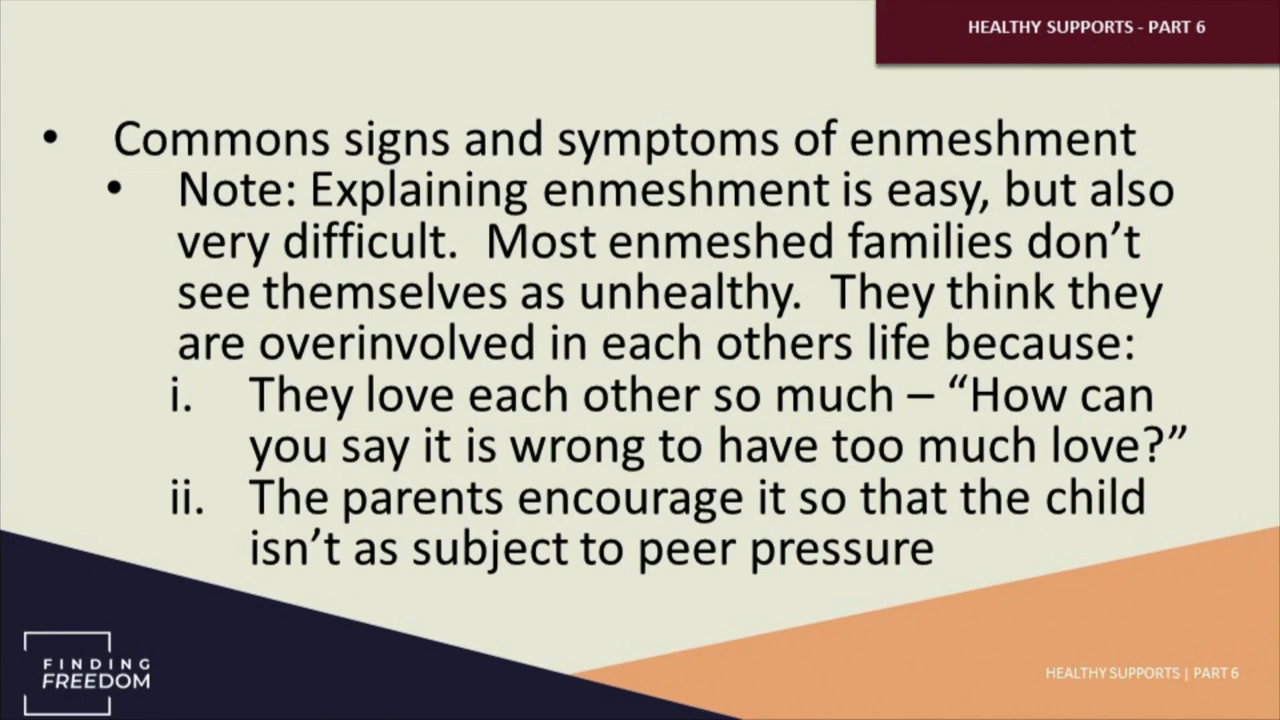 HEALTHY SUPPORTS - PART 6
• Commons signs and symptoms of enmeshment
• Note: Explaining enmeshment is easy, but also
very difficult.  Most enmeshed families don’t
see themselves as unhealthy.  They think they
are overinvolved in each others life because:
i. They love each other so much – “How can
you say it is wrong to have too much love?”
ii. The parents encourage it so that the child
isn’t as subject to peer pressure
FINDING
FREEDOM
HEALTHY SUPPORTS | PART 6